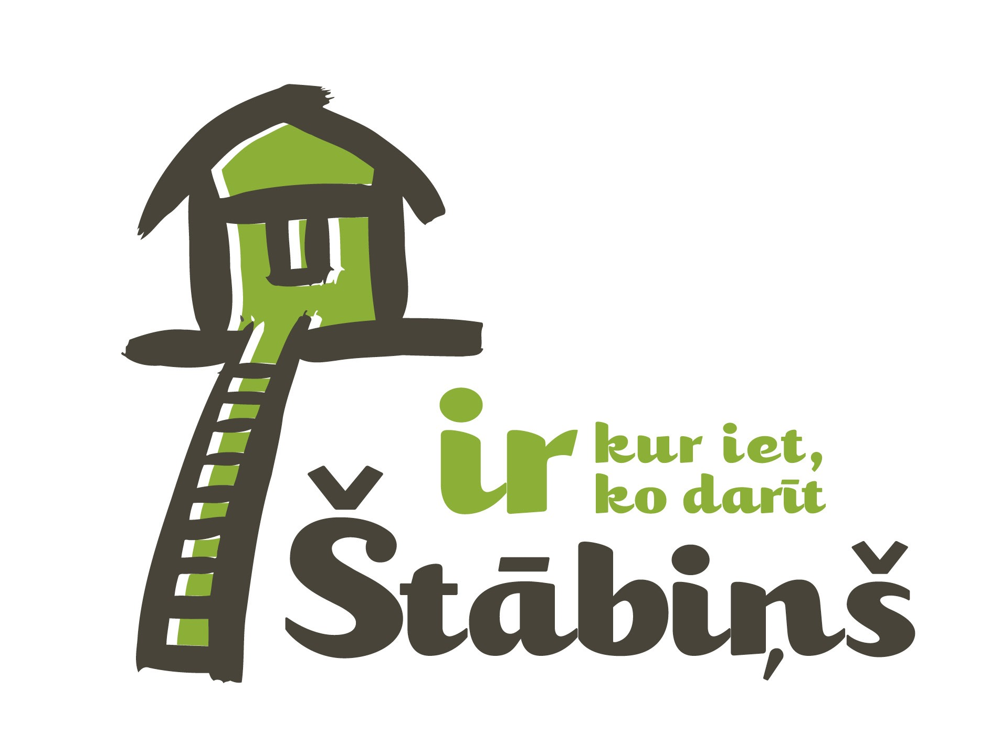 ir kur iet,
ko darīt
Štābiņš